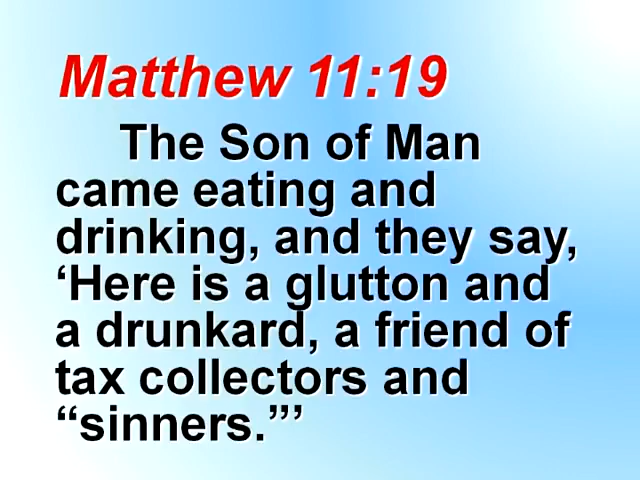 Matthew 11:19
The Son of Man
came eating and
drinking, and they say,
‘Here is a glutton and
a drunkard, a friend of
tax collectors and
“sinners.”’